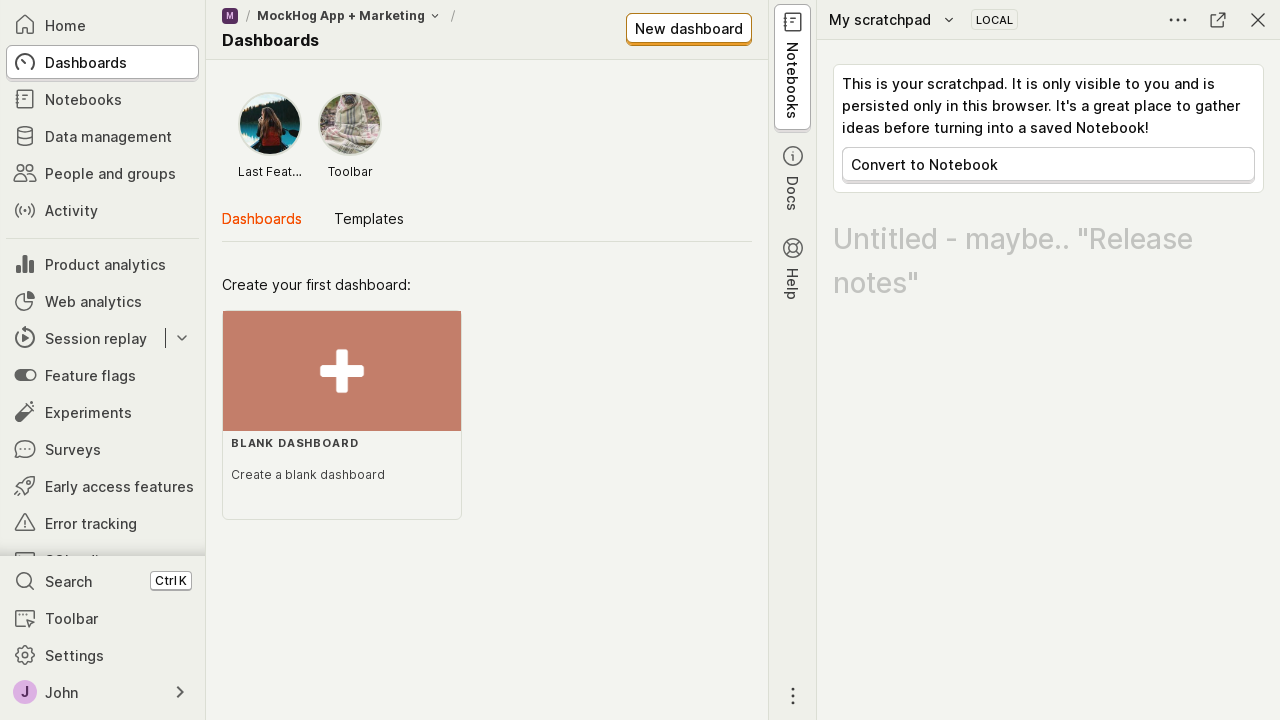 Home
Dashboards
Notebooks
Data management
People and groups
Activity
Product analytics
Web analytics
Session replay
Feature flags
Experiments
Surveys
Early access features
Error tracking
Search
Ctrl K
Toolbar
Settings
J
John
M / MockHog App + Marketing /
Dashboards
New dashboard
Last Feat...
Toolbar
Dashboards
Templates
Create your first dashboard:
BLANK DASHBOARD
Create a blank dashboard
Notebooks
Docs
Help
My scratchpad
LOCAL
This is your scratchpad. It is only visible to you and is
persisted only in this browser. It's a great place to gather
ideas before turning into a saved Notebook!
Convert to Notebook
Untitled - maybe.. "Release
notes"